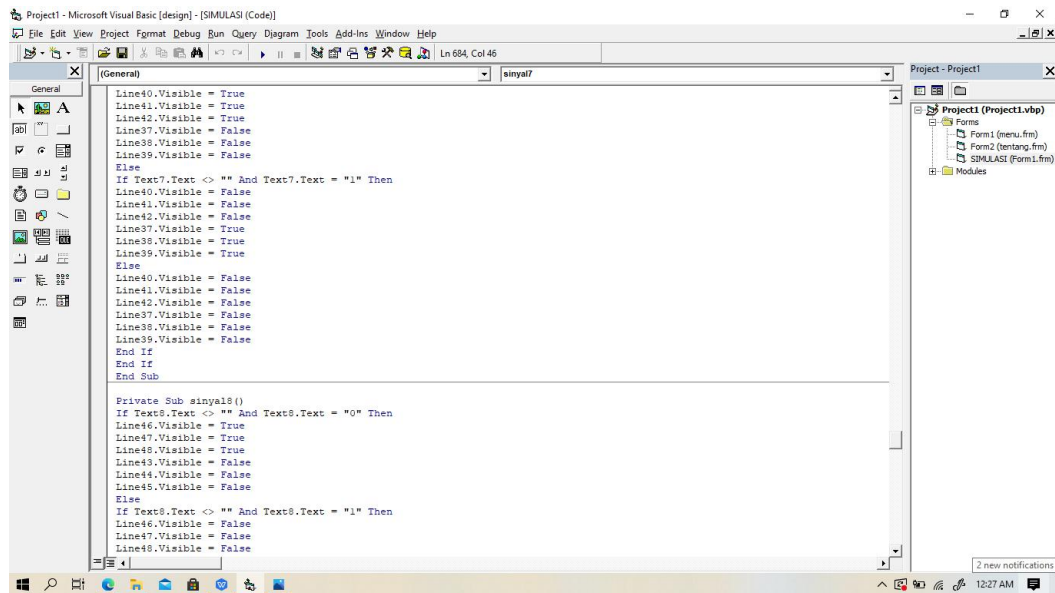 Project1 - Microsoft Visual Basic [design] - [SIMULASI (Code)]
File Edit View Project Format Debug Run Query Diagram Tools Add-Ins Window Help
Ln 684, Col 46
General
(General) sinyal7
Line40.Visible = True
Line41.Visible = True
Line42.Visible = True
Line37.Visible = False
Line38.Visible = False
Line39.Visible = False
Else
If Text7.Text <> "" And Text7.Text = "1" Then
Line40.Visible = False
Line41.Visible = False
Line42.Visible = False
Line37.Visible = True
Line38.Visible = True
Line39.Visible = True
Else
Line40.Visible = False
Line41.Visible = False
Line42.Visible = False
Line37.Visible = False
Line38.Visible = False
Line39.Visible = False
End If
End If
End Sub
Private Sub sinyal8()
If Text8.Text <> "" And Text8.Text = "0" Then
Line46.Visible = True
Line47.Visible = True
Line48.Visible = True
Line43.Visible = False
Line44.Visible = False
Line45.Visible = False
Else
If Text8.Text <> "" And Text8.Text = "1" Then
Line46.Visible = False
Line47.Visible = False
Line48.Visible = False
Project - Project1
Project1 (Project1.vbp)
Forms
Form1 (menu.frm)
Form2 (tentang.frm)
SIMULASI (Form1.frm)
Modules
2 new notifications
12:27 AM